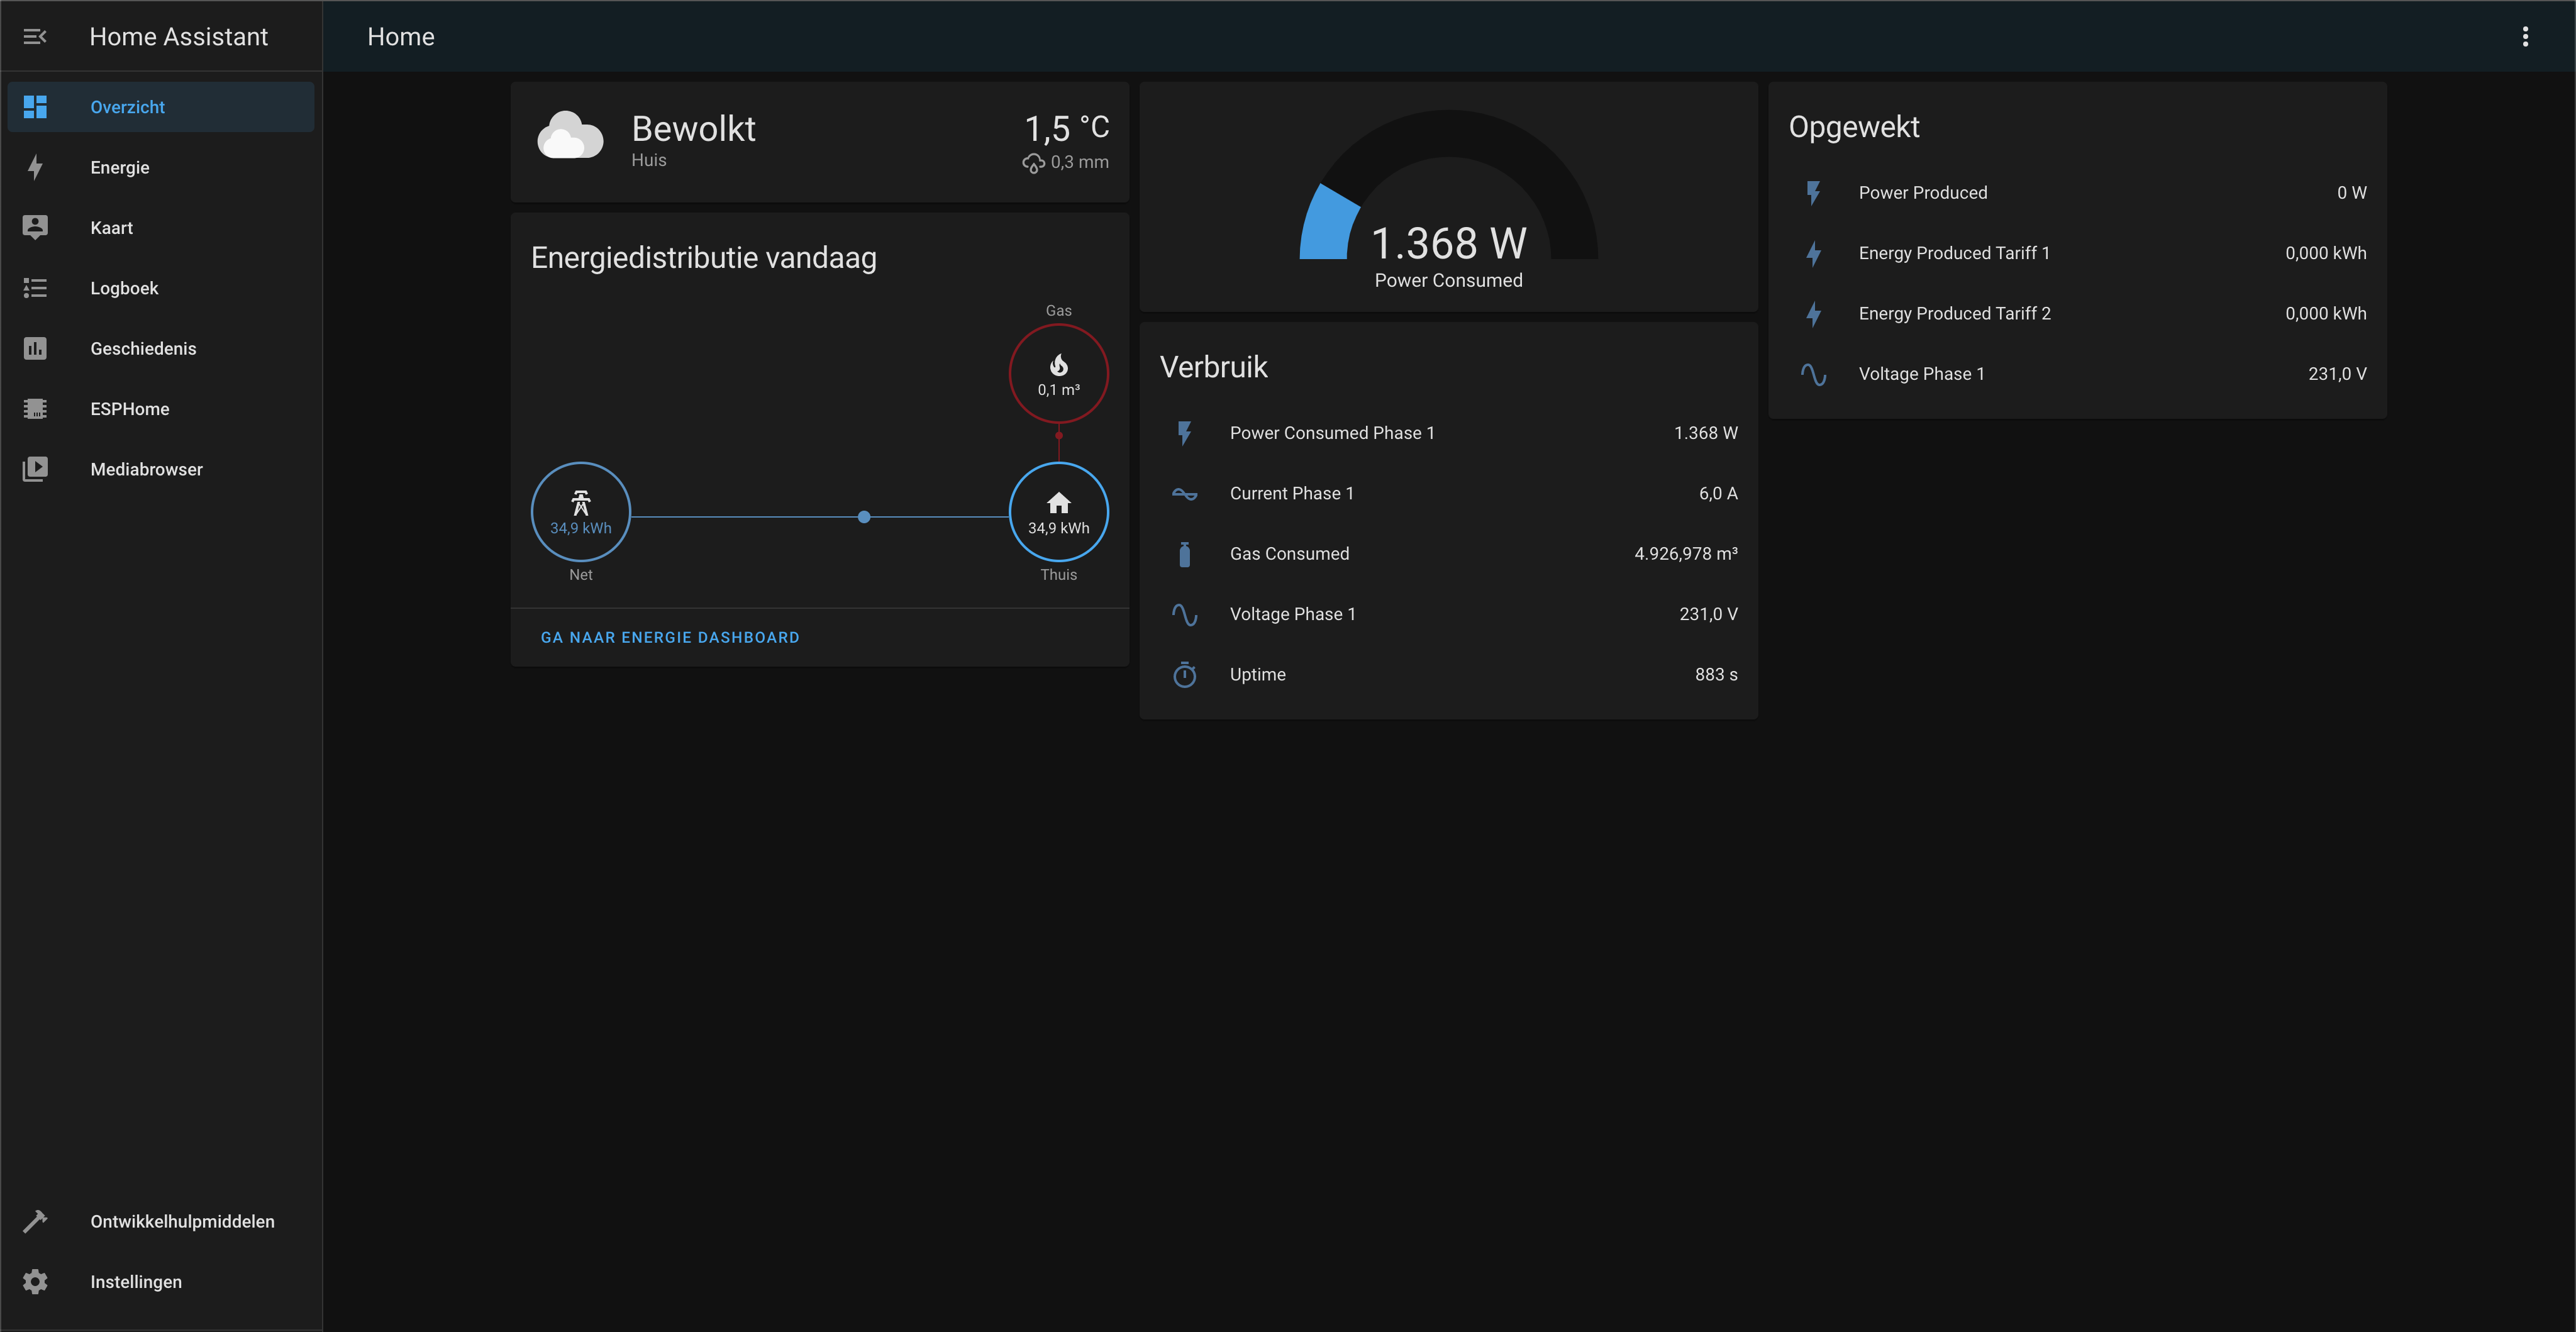 Home Assistant
Home
Overzicht
Energie
Kaart
Logboek
Geschiedenis
ESPHome
Mediabrowser
Ontwikkelhulpmiddelen
Instellingen
Bewolkt
Huis
1,5 °C
0,3 mm
Energiedistributie vandaag
Gas
0,1 m³
34,9 kWh
34,9 kWh
Net
Thuis
GA NAAR ENERGIE DASHBOARD
1.368 W
Power Consumed
Verbruik
Power Consumed Phase 1 1.368 W
Current Phase 1 6,0 A
Gas Consumed 4.926,978 m³
Voltage Phase 1 231,0 V
Uptime 883 s
Opgewekt
Power Produced 0 W
Energy Produced Tariff 1 0,000 kWh
Energy Produced Tariff 2 0,000 kWh
Voltage Phase 1 231,0 V